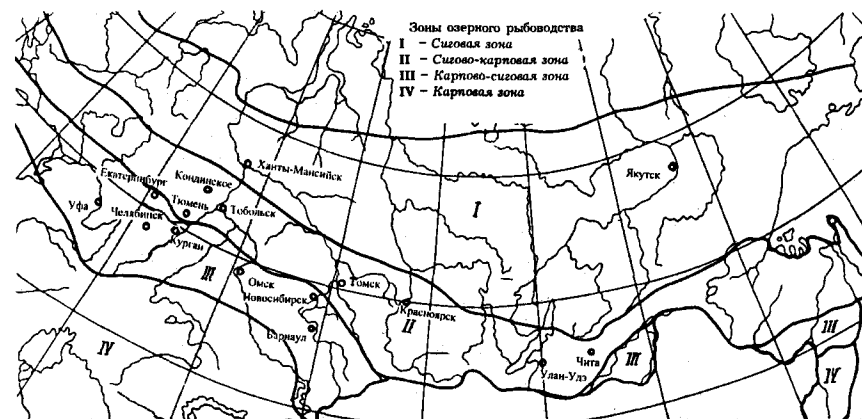 Зоны озерного рыбоводства
I – Сиговая зона
II – Сигово-карповая зона
III – Карпово-сиговая зона
IV – Карповая зона
Ханты-Мансийск
Якутск
Екатеринбург
Кондинское
Уфа
Тюмень
Тобольск
Челябинск
Курган
I
III
Омск
Томск
Новосибирск
Красноярск
II
Барнаул
IV
Чита
Улан-Удэ
III
III
IV